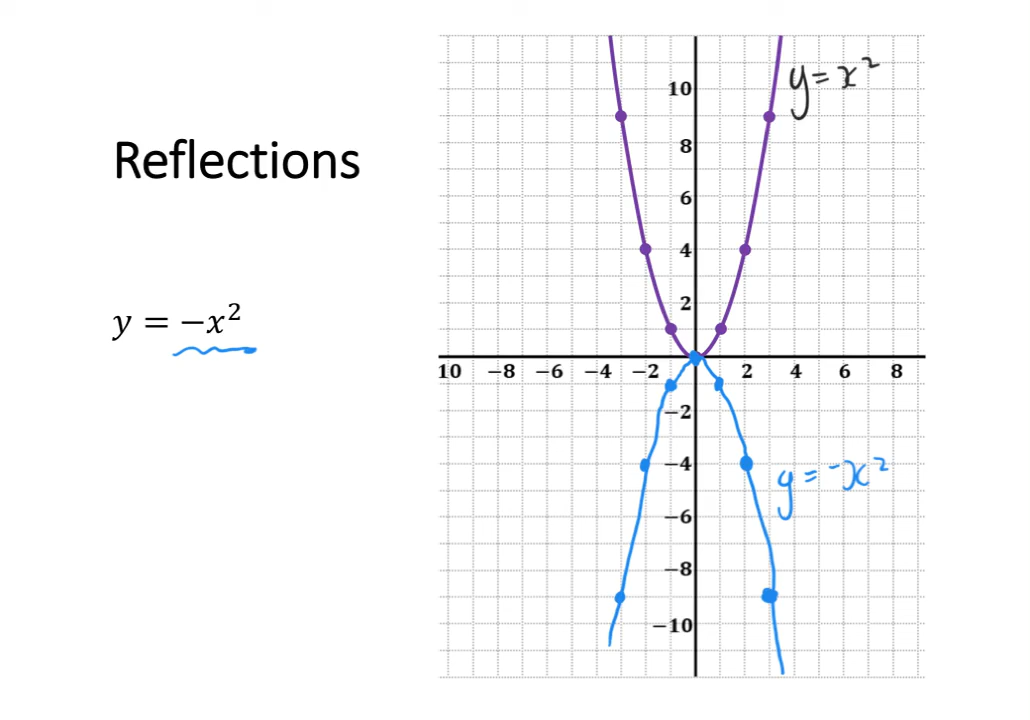 Reflections
y = −x²
y = x²
10
8
6
4
2
10 −8 −6 −4 −2 2 4 6 8
−2
−4
y = -x²
−6
−8
−10